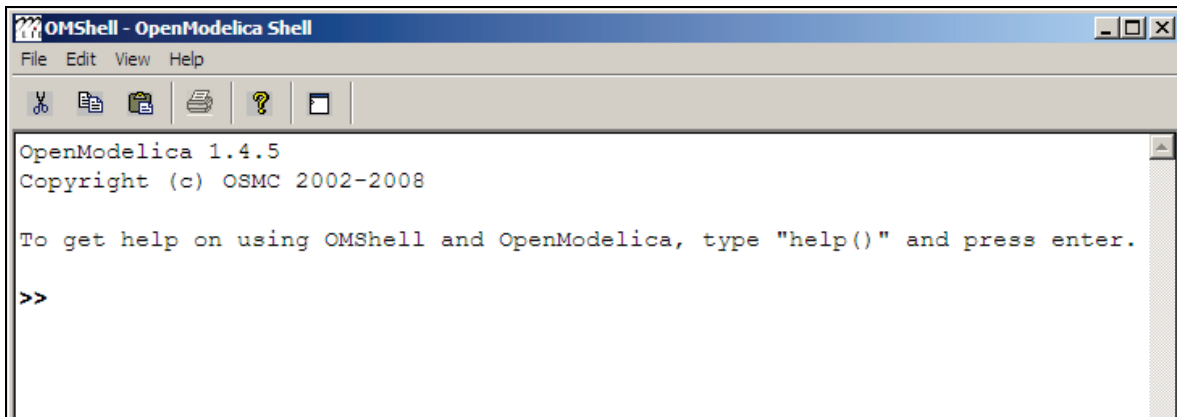 OMShell - OpenModelica Shell
File Edit View Help
OpenModelica 1.4.5
Copyright (c) OSMC 2002-2008
To get help on using OMShell and OpenModelica, type "help()" and press enter.
>>